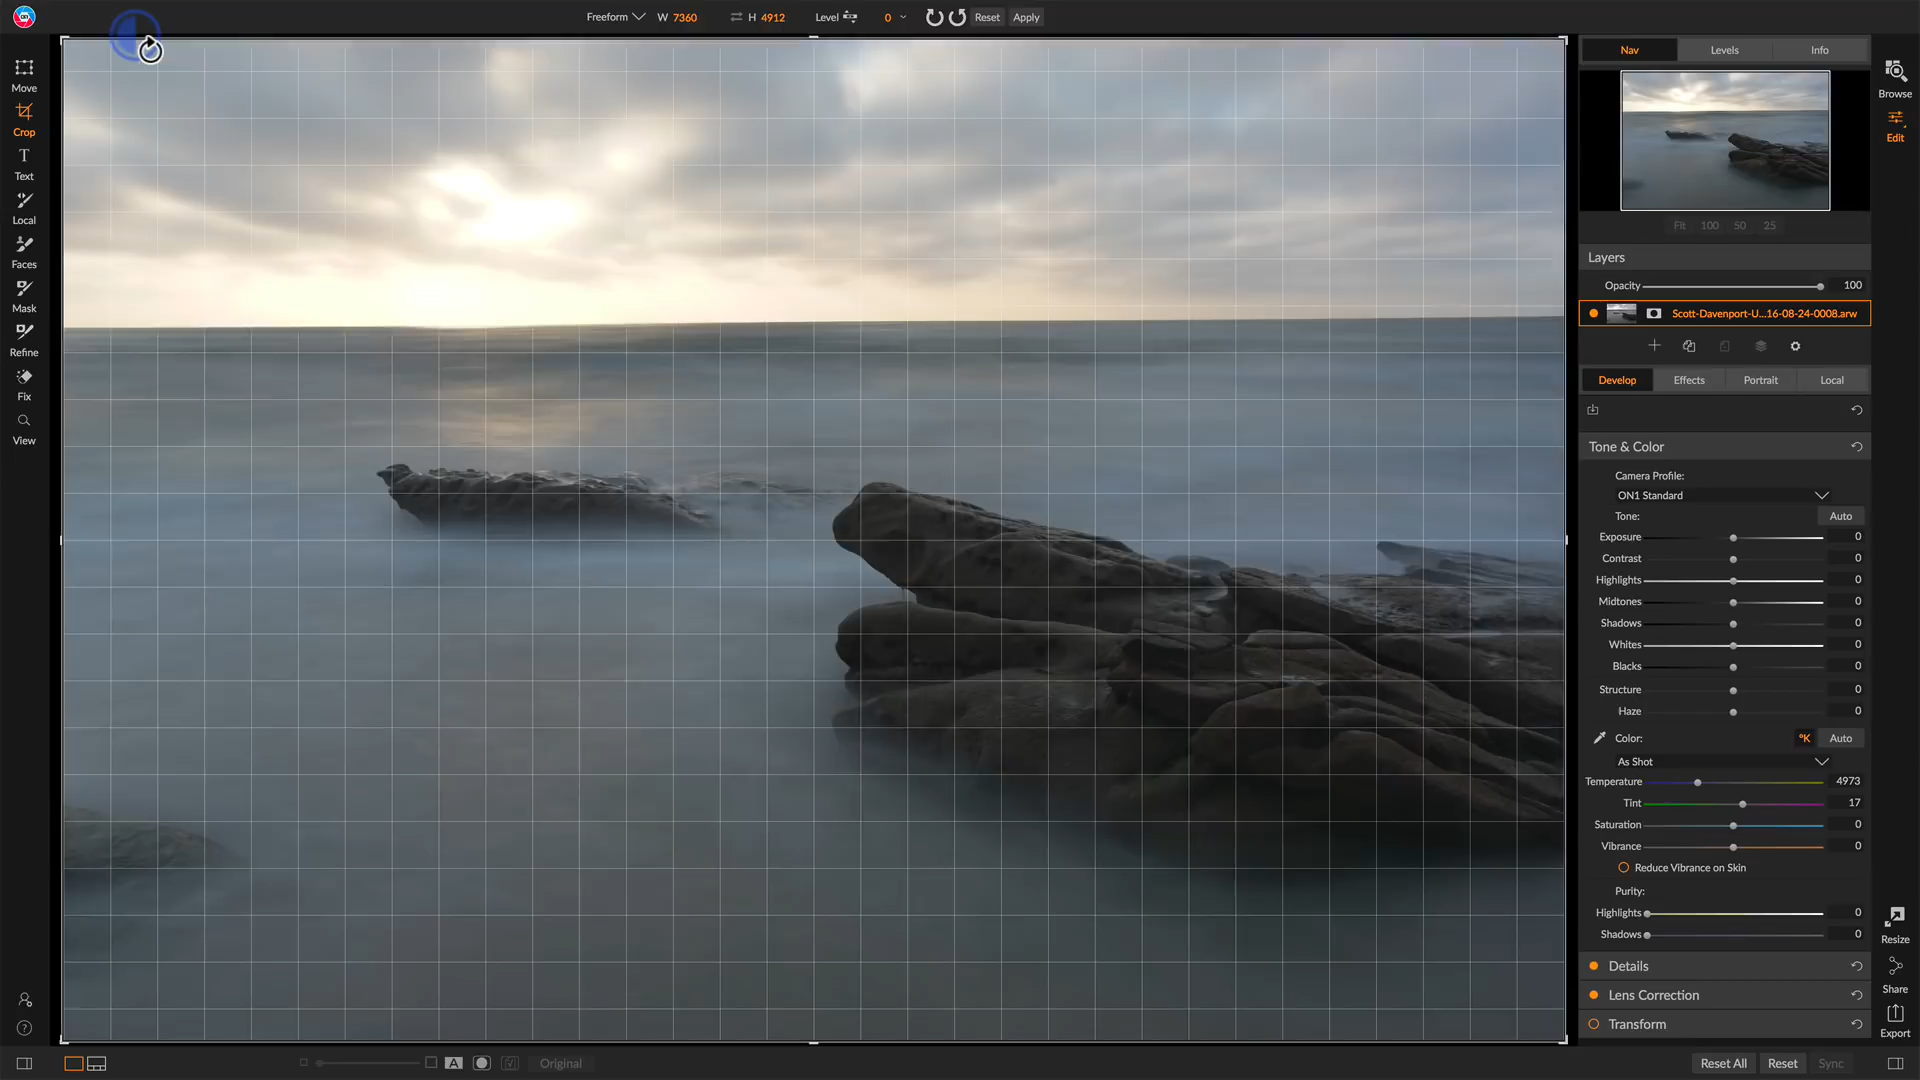 Freeform W 7360 H 4912 Level 0 Reset Apply
Move
Crop
Text
Local
Faces
Mask
Refine
Fix
View
Nav Levels Info
Fit 100 50 25
Layers
Opacity 100
Scott-Davenport-U...16-08-24-0008.arw
Develop Effects Portrait Local
Tone & Color
Camera Profile:
ON1 Standard
Tone: Auto
Exposure 0
Contrast 0
Highlights 0
Midtones 0
Shadows 0
Whites 0
Blacks 0
Structure 0
Haze 0
Color: °K Auto
As Shot
Temperature 4973
Tint 17
Saturation 0
Vibrance 0
Reduce Vibrance on Skin
Purity:
Highlights 0
Shadows 0
Details
Lens Correction
Transform
Browse
Edit
Resize
Share
Export
A Original
Reset All Reset Sync